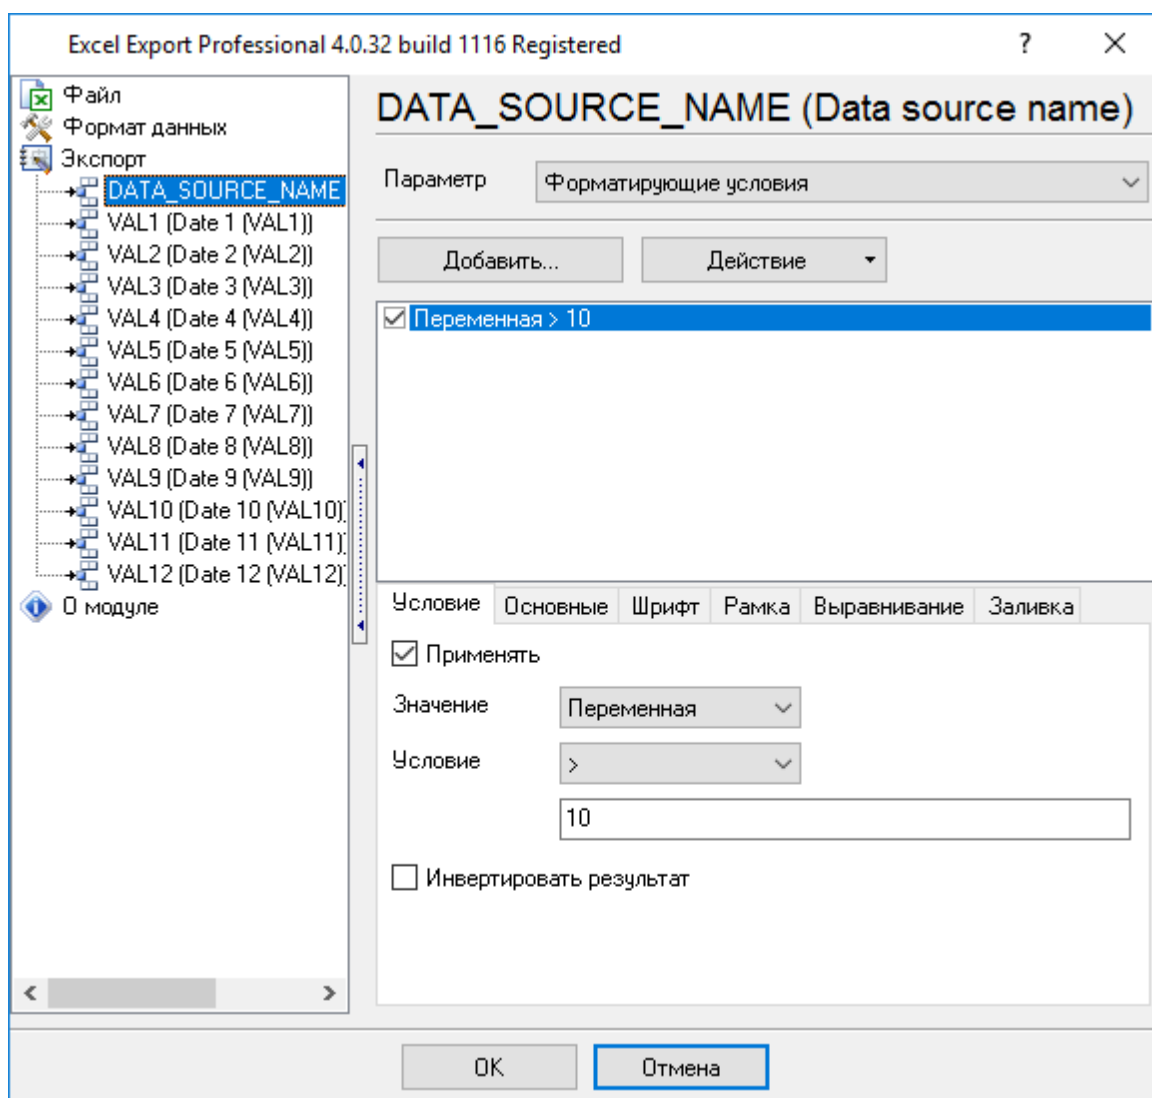 Excel Export Professional 4.0.32 build 1116 Registered
?
Файл
Формат данных
Экспорт
DATA_SOURCE_NAME
VAL1 (Date 1 (VAL1))
VAL2 (Date 2 (VAL2))
VAL3 (Date 3 (VAL3))
VAL4 (Date 4 (VAL4))
VAL5 (Date 5 (VAL5))
VAL6 (Date 6 (VAL6))
VAL7 (Date 7 (VAL7))
VAL8 (Date 8 (VAL8))
VAL9 (Date 9 (VAL9))
VAL10 (Date 10 (VAL10))
VAL11 (Date 11 (VAL11))
VAL12 (Date 12 (VAL12))
О модуле
DATA_SOURCE_NAME (Data source name)
Параметр Форматирующие условия
Добавить... Действие
Переменная > 10
Условие Основные Шрифт Рамка Выравнивание Заливка
Применять
Значение Переменная
Условие >
10
Инвертировать результат
OK Отмена